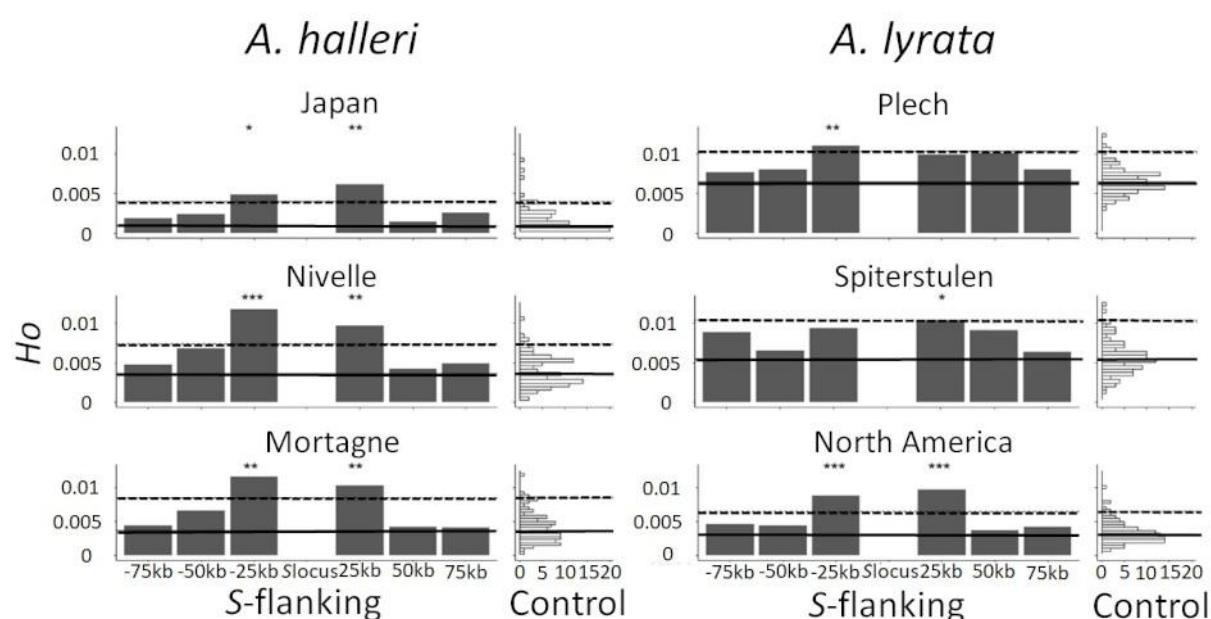 A. halleri
A. lyrata
Japan
Plech
* **
**
0.01
0.005
0
0.01
0.005
0
Nivelle
Spiterstulen
*** **
*
Ho
0.01
0.005
0
0.01
0.005
0
Mortagne
North America
** **
*** ***
0.01
0.005
0
0.01
0.005
0
-75kb -50kb -25kb Slocus 25kb 50kb 75kb
0 5 10 15 20
-75kb -50kb -25kb Slocus 25kb 50kb 75kb
0 5 10 15 20
S-flanking
Control
S-flanking
Control